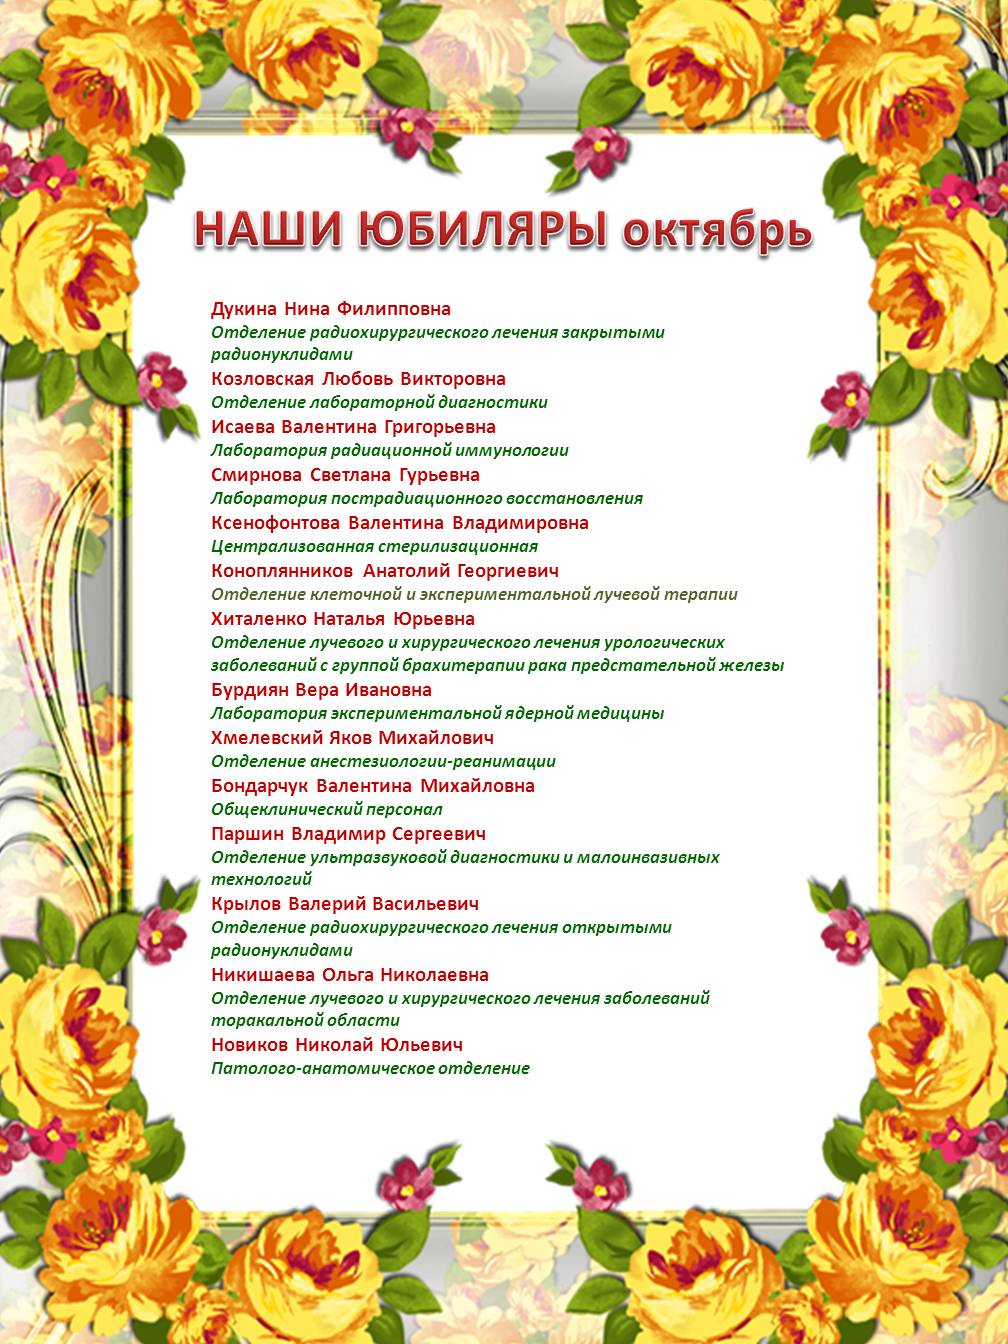 НАШИ ЮБИЛЯРЫ октябрь
Дукина Нина Филипповна
Отделение радиохирургического лечения закрытыми
радионуклидами
Козловская Любовь Викторовна
Отделение лабораторной диагностики
Исаева Валентина Григорьевна
Лаборатория радиационной иммунологии
Смирнова Светлана Гурьевна
Лаборатория пострадиационного восстановления
Ксенофонтова Валентина Владимировна
Централизованная стерилизационная
Коноплянников Анатолий Георгиевич
Отделение клеточной и экспериментальной лучевой терапии
Хиталенко Наталья Юрьевна
Отделение лучевого и хирургического лечения урологических
заболеваний с группой брахитерапии рака предстательной железы
Бурдиян Вера Ивановна
Лаборатория экспериментальной ядерной медицины
Хмелевский Яков Михайлович
Отделение анестезиологии-реанимации
Бондарчук Валентина Михайловна
Общеклинический персонал
Паршин Владимир Сергеевич
Отделение ультразвуковой диагностики и малоинвазивных
технологий
Крылов Валерий Васильевич
Отделение радиохирургического лечения открытыми
радионуклидами
Никишаева Ольга Николаевна
Отделение лучевого и хирургического лечения заболеваний
торакальной области
Новиков Николай Юльевич
Патолого-анатомическое отделение